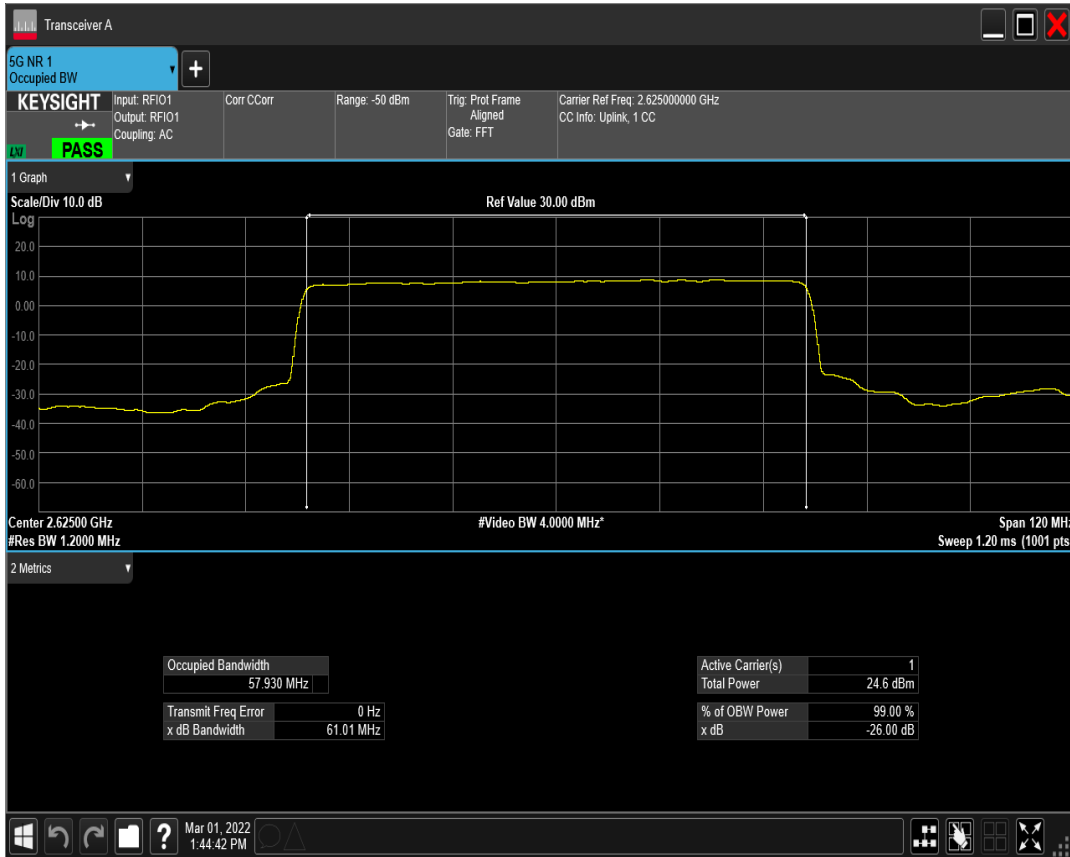 Transceiver A
5G NR 1
Occupied BW
+
KEYSIGHT
LXI
PASS
Input: RFIO1
Output: RFIO1
Coupling: AC
Corr CCorr
Range: -50 dBm
Trig: Prot Frame
Aligned
Gate: FFT
Carrier Ref Freq: 2.625000000 GHz
CC Info: Uplink, 1 CC
1 Graph
Scale/Div 10.0 dB
Ref Value 30.00 dBm
Log
20.0
10.0
0.00
-10.0
-20.0
-30.0
-40.0
-50.0
-60.0
Center 2.62500 GHz
#Video BW 4.0000 MHz*
Span 120 MHz
#Res BW 1.2000 MHz
Sweep 1.20 ms (1001 pts
2 Metrics
Occupied Bandwidth
57.930 MHz
Transmit Freq Error 0 Hz
x dB Bandwidth 61.01 MHz
Active Carrier(s) 1
Total Power 24.6 dBm
% of OBW Power 99.00 %
x dB -26.00 dB
?
Mar 01, 2022
1:44:42 PM